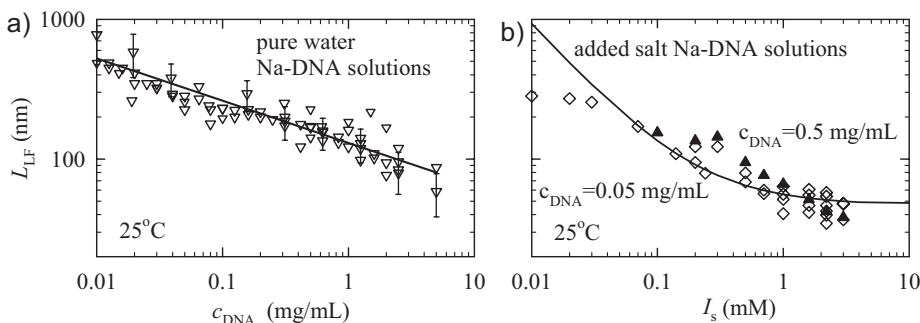 a)
pure water
Na-DNA solutions
1000
100
L_LF (nm)
25°C
0.01
0.1
1
10
c_DNA (mg/mL)
b)
added salt Na-DNA solutions
c_DNA=0.5 mg/mL
c_DNA=0.05 mg/mL
25°C
0.01
0.1
1
10
I_s (mM)